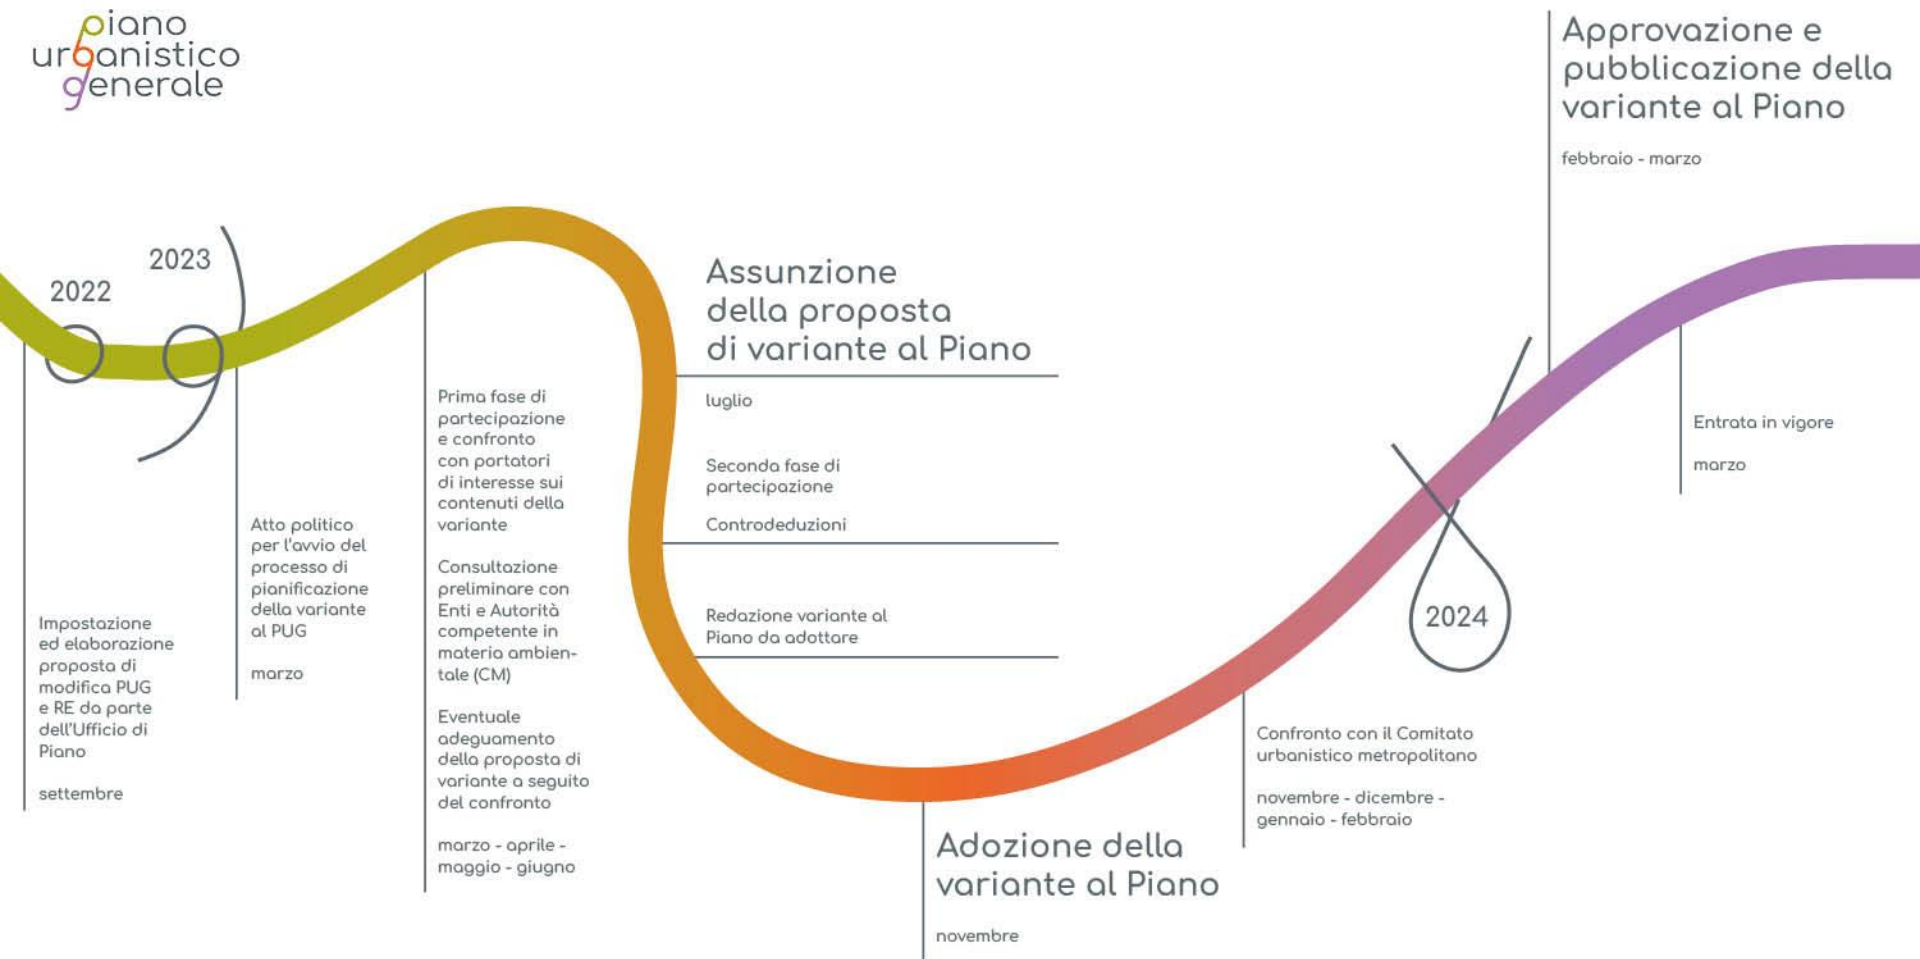 piano
urbanistico
generale
2022
2023
Impostazione
ed elaborazione
proposta di
modifica PUG
e RE da parte
dell'Ufficio di
Piano
settembre
Atto politico
per l'avvio del
processo di
pianificazione
della variante
al PUG
marzo
Prima fase di
partecipazione
e confronto
con portatori
di interesse sui
contenuti della
variante
Consultazione
preliminare con
Enti e Autorità
competente in
materia ambien-
tale (CM)
Eventuale
adeguamento
della proposta di
variante a seguito
del confronto
marzo - aprile -
maggio - giugno
Assunzione
della proposta
di variante al Piano
luglio
Seconda fase di
partecipazione
Controdeduzioni
Redazione variante al
Piano da adottare
Adozione della
variante al Piano
novembre
Confronto con il Comitato
urbanistico metropolitano
novembre - dicembre -
gennaio - febbraio
2024
Approvazione e
pubblicazione della
variante al Piano
febbraio - marzo
Entrata in vigore
marzo